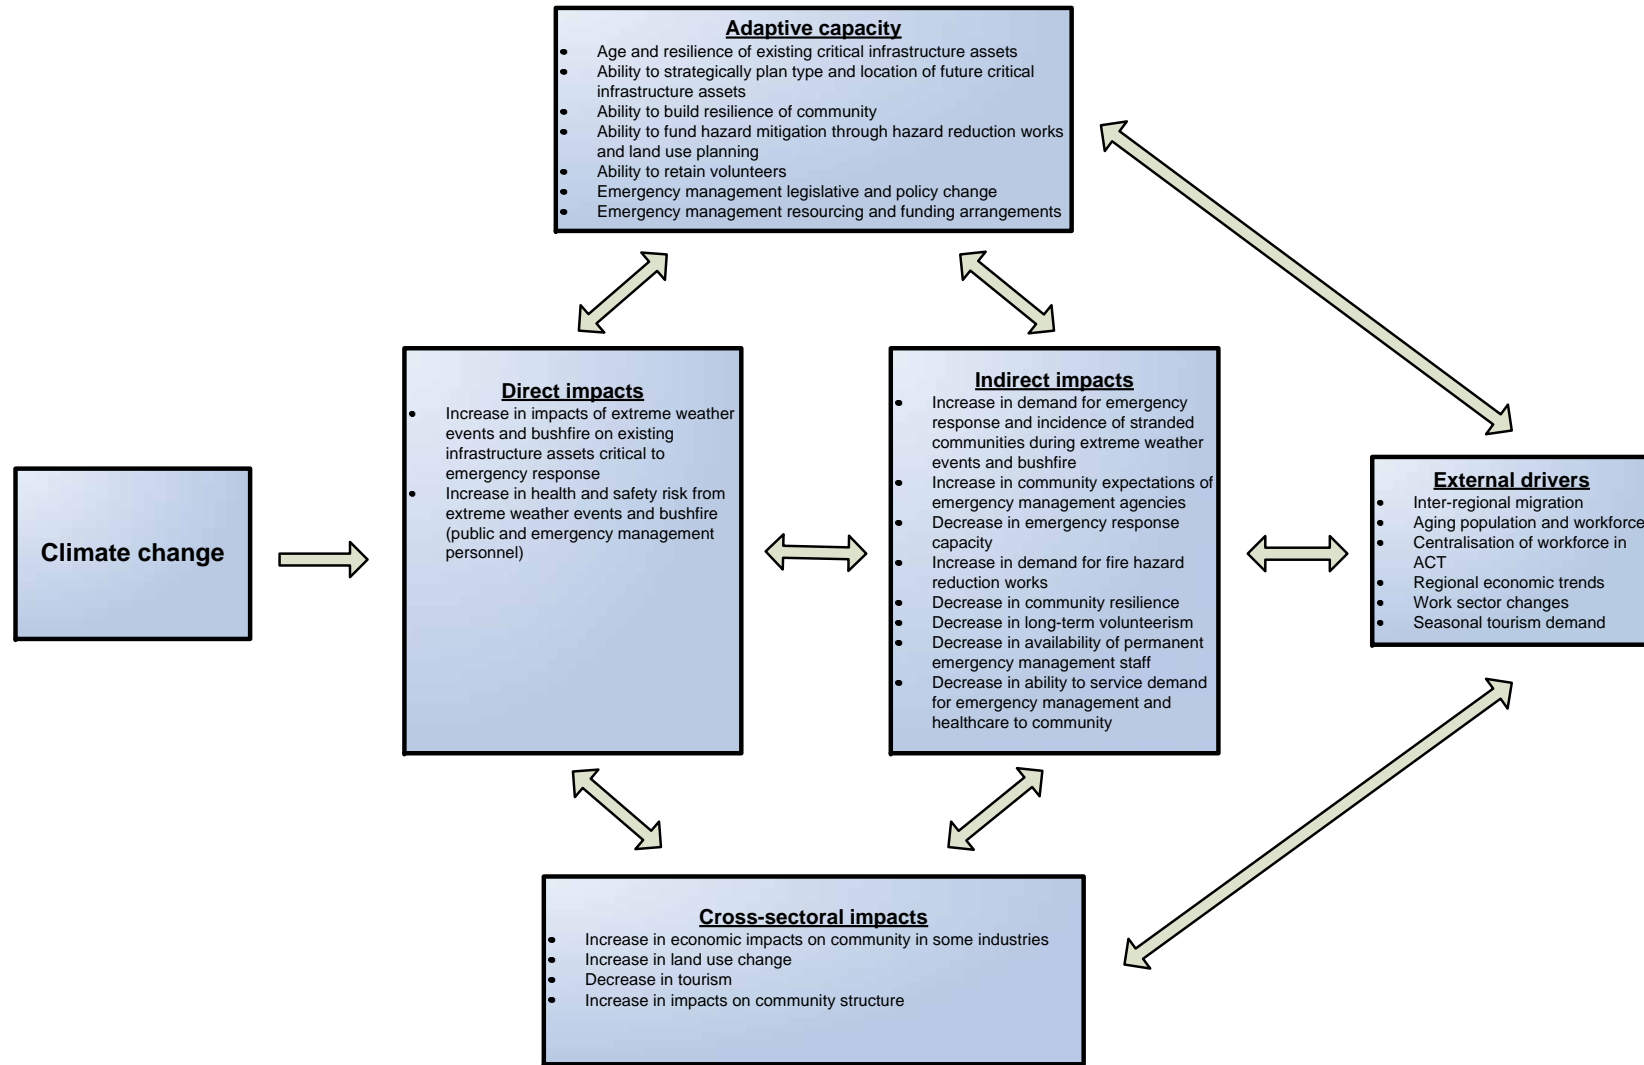 Adaptive capacity
• Age and resilience of existing critical infrastructure assets
• Ability to strategically plan type and location of future critical
infrastructure assets
• Ability to build resilience of community
• Ability to fund hazard mitigation through hazard reduction works
and land use planning
• Ability to retain volunteers
• Emergency management legislative and policy change
• Emergency management resourcing and funding arrangements
Climate change
Direct impacts
• Increase in impacts of extreme weather
events and bushfire on existing
infrastructure assets critical to
emergency response
• Increase in health and safety risk from
extreme weather events and bushfire
(public and emergency management
personnel)
Indirect impacts
• Increase in demand for emergency
response and incidence of stranded
communities during extreme weather
events and bushfire
• Increase in community expectations of
emergency management agencies
• Decrease in emergency response
capacity
• Increase in demand for fire hazard
reduction works
• Decrease in community resilience
• Decrease in long-term volunteerism
• Decrease in availability of permanent
emergency management staff
• Decrease in ability to service demand
for emergency management and
healthcare to community
External drivers
• Inter-regional migration
• Aging population and workforce
• Centralisation of workforce in
ACT
• Regional economic trends
• Work sector changes
• Seasonal tourism demand
Cross-sectoral impacts
• Increase in economic impacts on community in some industries
• Increase in land use change
• Decrease in tourism
• Increase in impacts on community structure